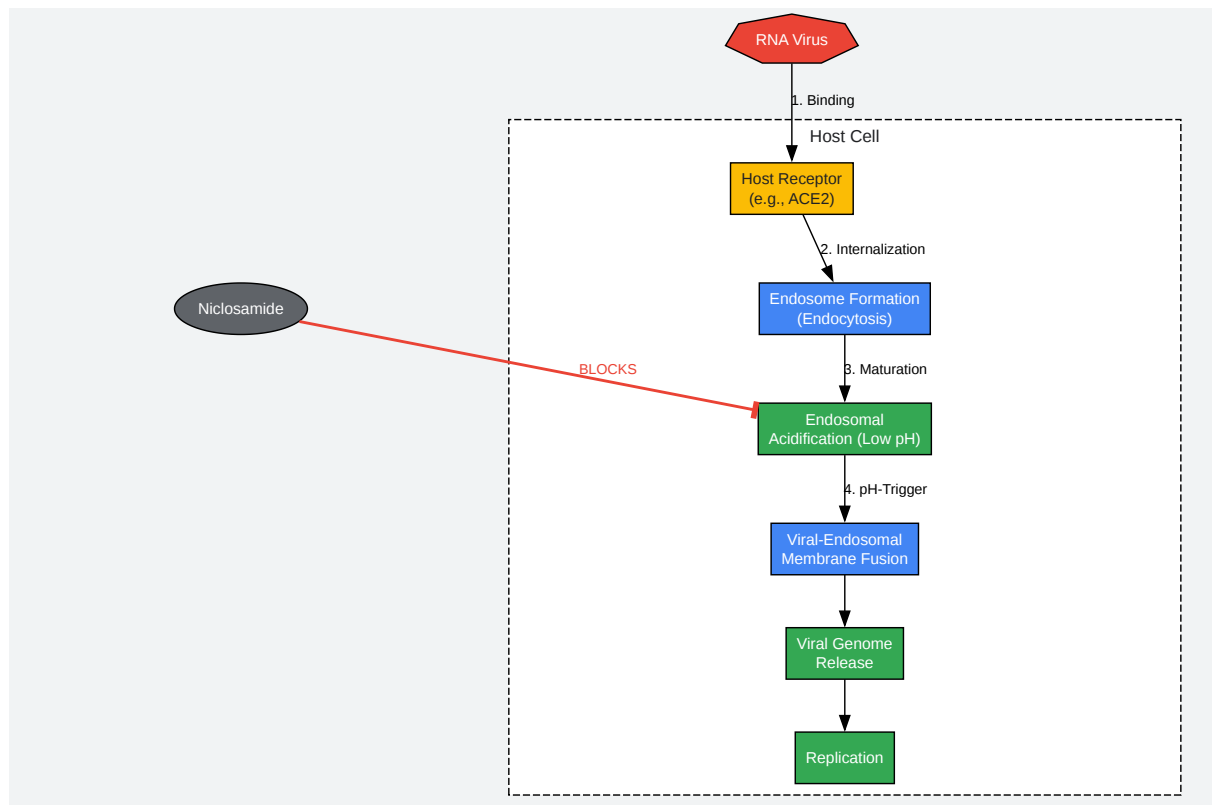 RNA Virus
1. Binding
Host Cell
Host Receptor
(e.g., ACE2)
2. Internalization
Endosome Formation
(Endocytosis)
Niclosamide
BLOCKS
3. Maturation
Endosomal
Acidification (Low pH)
4. pH-Trigger
Viral-Endosomal
Membrane Fusion
Viral Genome
Release
Replication